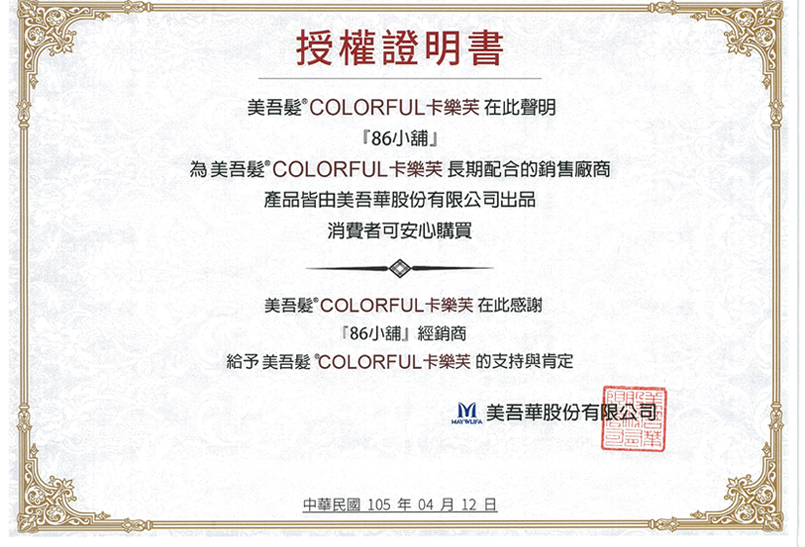 授權證明書
美吾髮®COLORFUL卡樂芙 在此聲明
『86小舖』
為 美吾髮®COLORFUL卡樂芙 長期配合的銷售廠商
產品皆由美吾華股份有限公司出品
消費者可安心購買
美吾髮®COLORFUL卡樂芙 在此感謝
『86小舖』經銷商
給予 美吾髮®COLORFUL卡樂芙 的支持與肯定
MAYWUFA 美吾華股份有限公司
中華民國 105 年 04 月 12 日